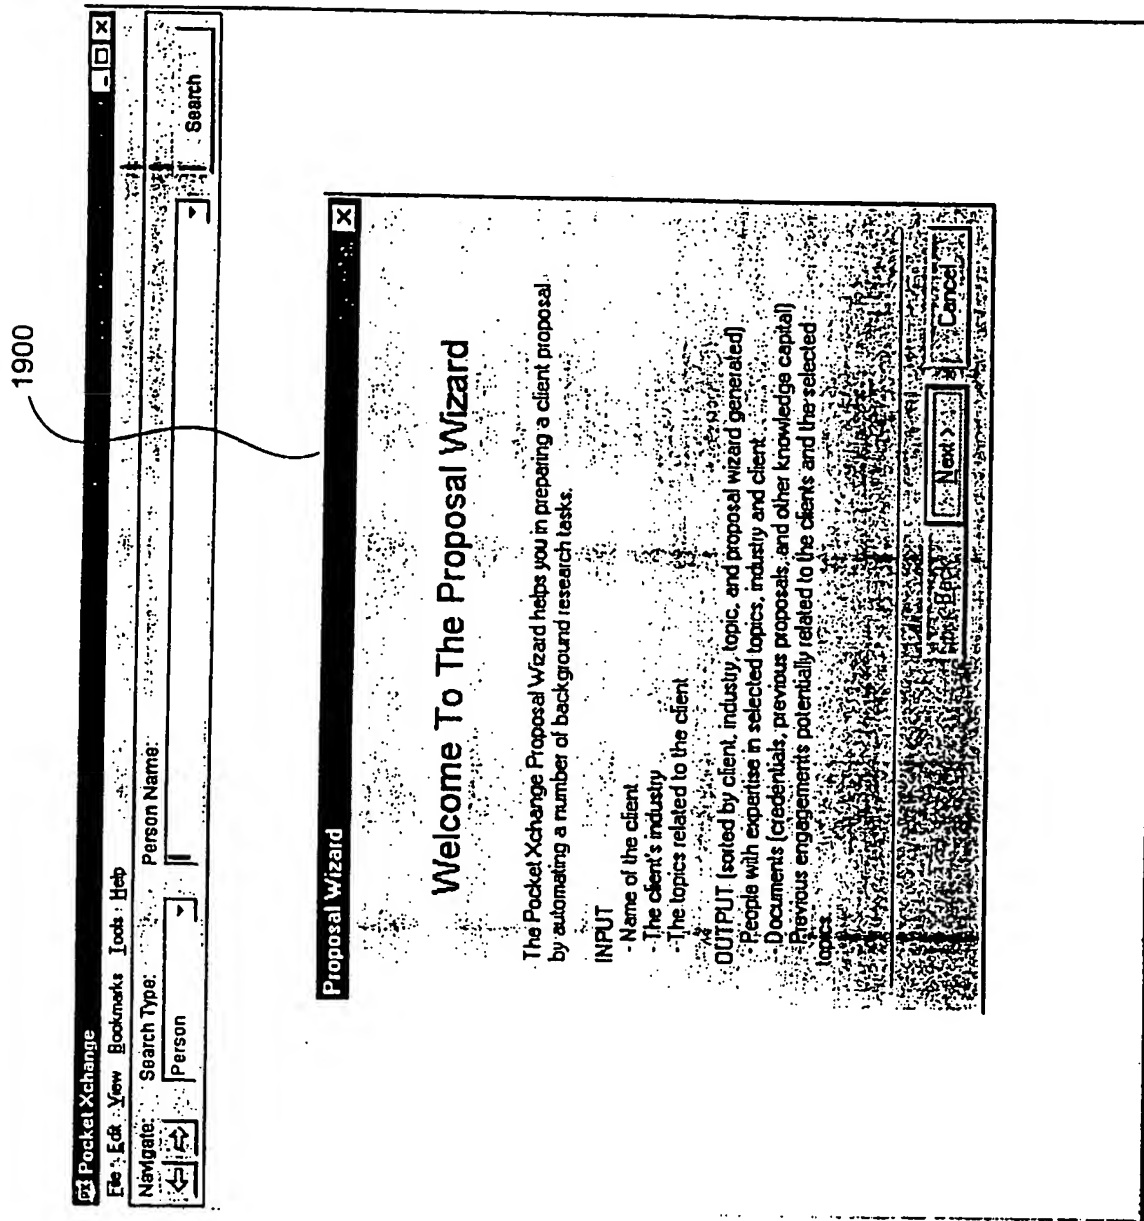 1900
Pocket Xchange
File Edit View Bookmarks Tools Help
Navigate: Search Type: Person Name:
Person
Search
Proposal Wizard
Welcome To The Proposal Wizard
The Pocket Xchange Proposal Wizard helps you in preparing a client proposal
by automating a number of background research tasks.
INPUT
- Name of the client
- The client's industry
- The topics related to the client
OUTPUT (sorted by client, industry, topic, and proposal wizard generated)
- People with expertise in selected topics, industry and client
- Documents (credentials, previous proposals, and other knowledge capital)
- Previous engagements potentially related to the clients and the selected
topics.
< Back Next > Cancel